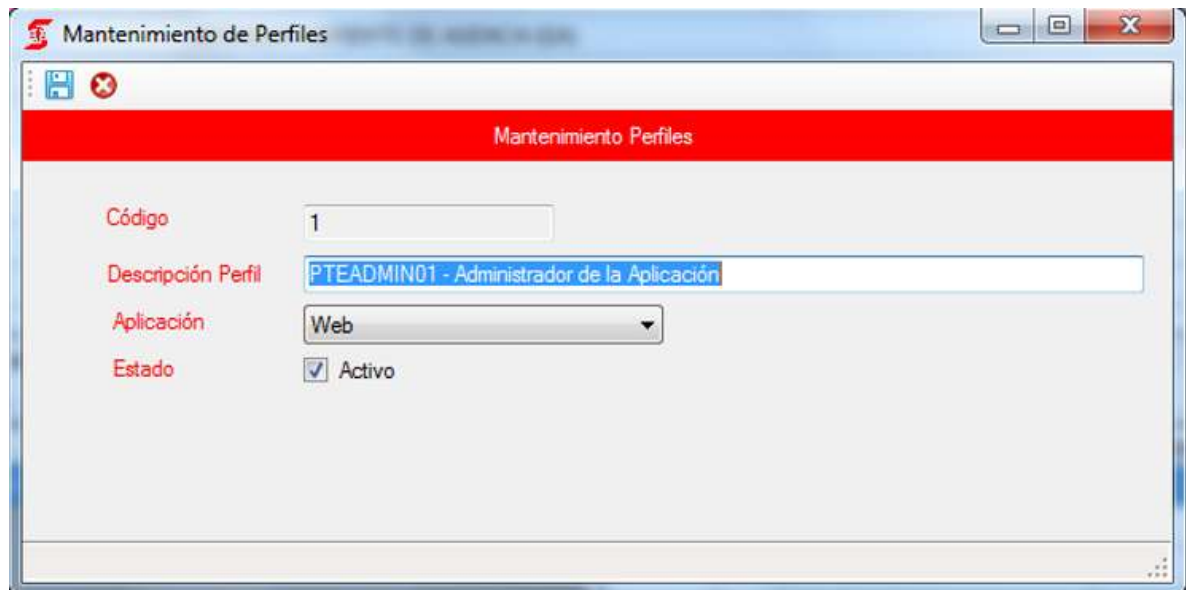 Mantenimiento de Perfiles
Mantenimiento Perfiles
Código
1
Descripción Perfil
PTEADMIN01 - Administrador de la Aplicación
Aplicación
Web
Estado
Activo